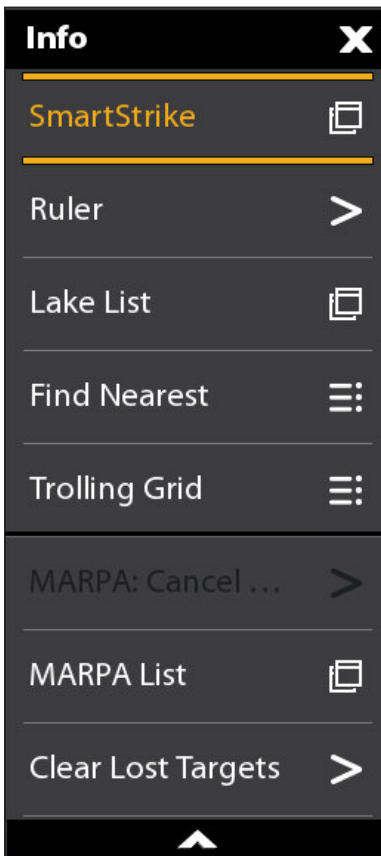 Info
SmartStrike
Ruler
Lake List
Find Nearest
Trolling Grid
MARPA: Cancel ...
MARPA List
Clear Lost Targets